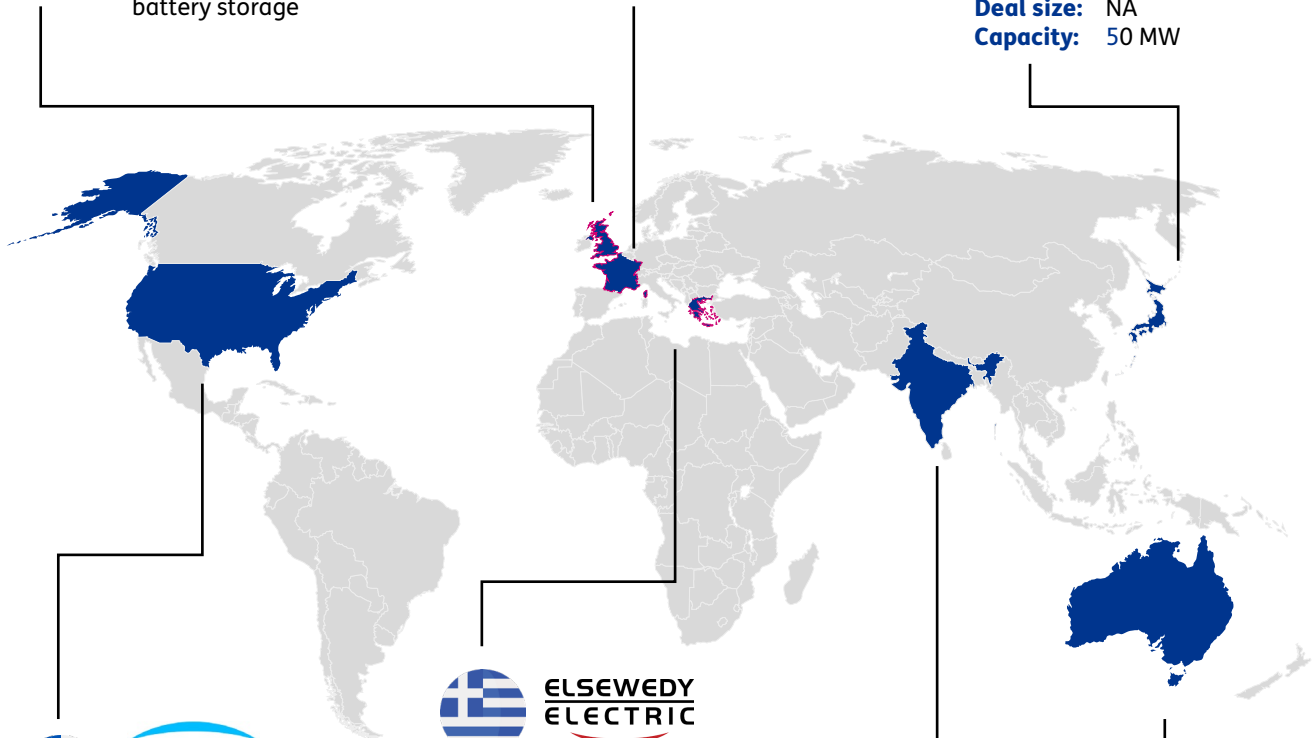 battery storage
Deal size: NA
Capacity: 50 MW
ELSEWEDY
ELECTRIC